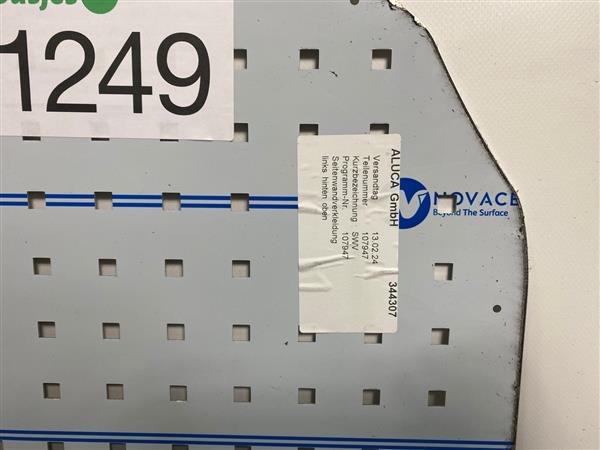 1249
ALUCA GmbH 344307
Versandtag 13.02.24
Teilenummer 107947
Kurzbezeichnung SWV
Programm-Nr. 107947
Seitenwandverkleidung
links hinten oben
NOVACE
Beyond The Surface